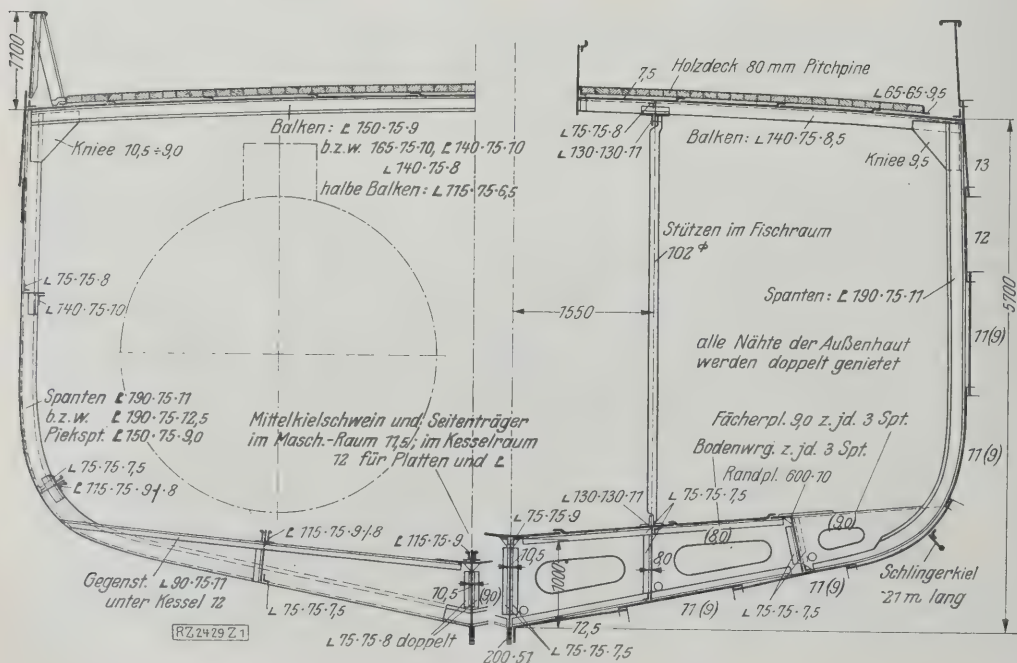 1100
Holzdeck 80 mm Pitchpine
7,5
L 65·65·9,5
Balken: 150·75·9
b.z.w. 165·75·10, 140·75·10
L 140·75·8
halbe Balken: L 115·75·6,5
Kniee 10,5÷9,0
L 75·75·8
L 130·130·11
Balken: L 140·75·8,5
Kniee 9,5
13
12
Stützen im Fischraum
102 ⌀
L 75·75·8
L 140·75·10
1550
Spanten: 190·75·11
5700
11(9)
alle Nähte der Außenhaut
werden doppelt genietet
Spanten 190·75·11
b.z.w. 190·75·12,5
Piekspt. 150·75·9,0
Mittelkielschwein und Seitenträger
im Masch.-Raum 11,5; im Kesselraum
12 für Platten und
Fächerpl. 9,0 z. jd. 3 Spt.
Bodenwrg. z. jd. 3 Spt.
Randpl. 600·10
11(9)
L 75·75·7,5
115·75·9
L 130·130·11
L 75·75·7,5
115·75·9
L 115·75·9
L 75·75·9
(8,0)
(9,0)
10,5
1000
8,0
Gegenst. L 90·75·11
unter Kessel 12
L 75·75·7,5
10,5
(9,0)
11(9)
11(9)
L 75·75·7,5
Schlingerkiel
~21 m lang
12,5
L 75·75·8 doppelt
200·51
L 75·75·7,5
RZ2429Z1